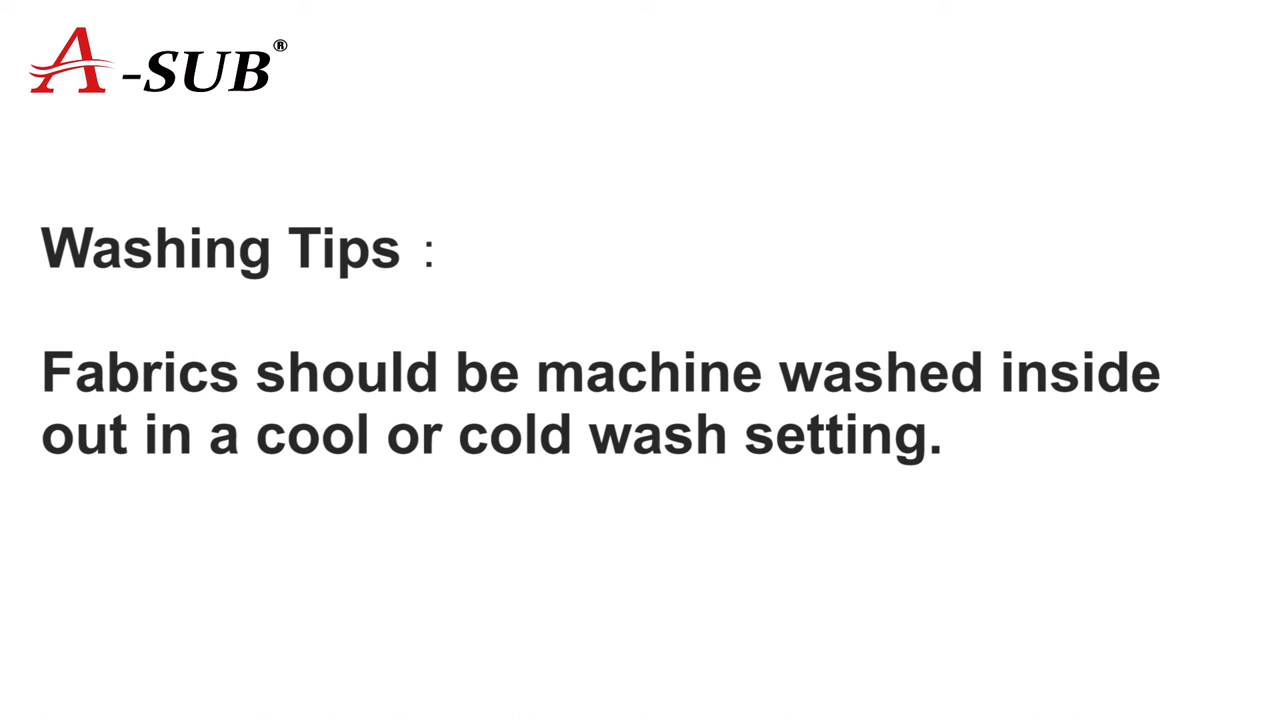 A-SUB®
Washing Tips：
Fabrics should be machine washed inside
out in a cool or cold wash setting.